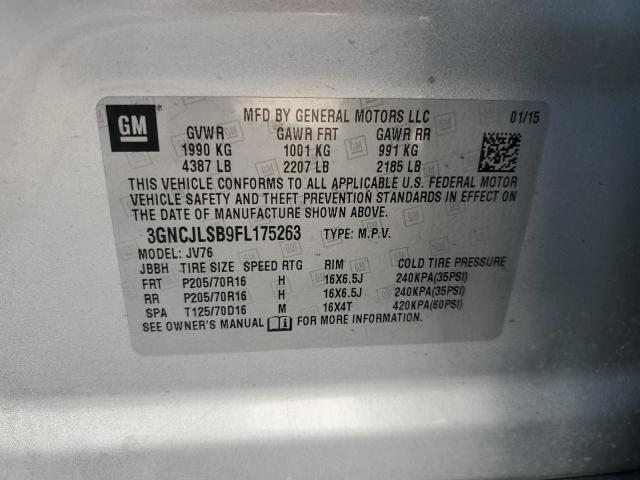 GM
MFD BY GENERAL MOTORS LLC 01/15
GVWR GAWR FRT GAWR RR
1990 KG 1001 KG 991 KG
4387 LB 2207 LB 2185 LB
THIS VEHICLE CONFORMS TO ALL APPLICABLE U.S. FEDERAL MOTOR
VEHICLE SAFETY AND THEFT PREVENTION STANDARDS IN EFFECT ON
THE DATE OF MANUFACTURE SHOWN ABOVE.
3GNCJLSB9FL175263 TYPE: M.P.V.
MODEL: JV76
JBBH TIRE SIZE SPEED RTG RIM COLD TIRE PRESSURE
FRT P205/70R16 H 16X6.5J 240KPA(35PSI)
RR P205/70R16 H 16X6.5J 240KPA(35PSI)
SPA T125/70D16 M 16X4T 420KPA(60PSI)
SEE OWNER'S MANUAL FOR MORE INFORMATION.